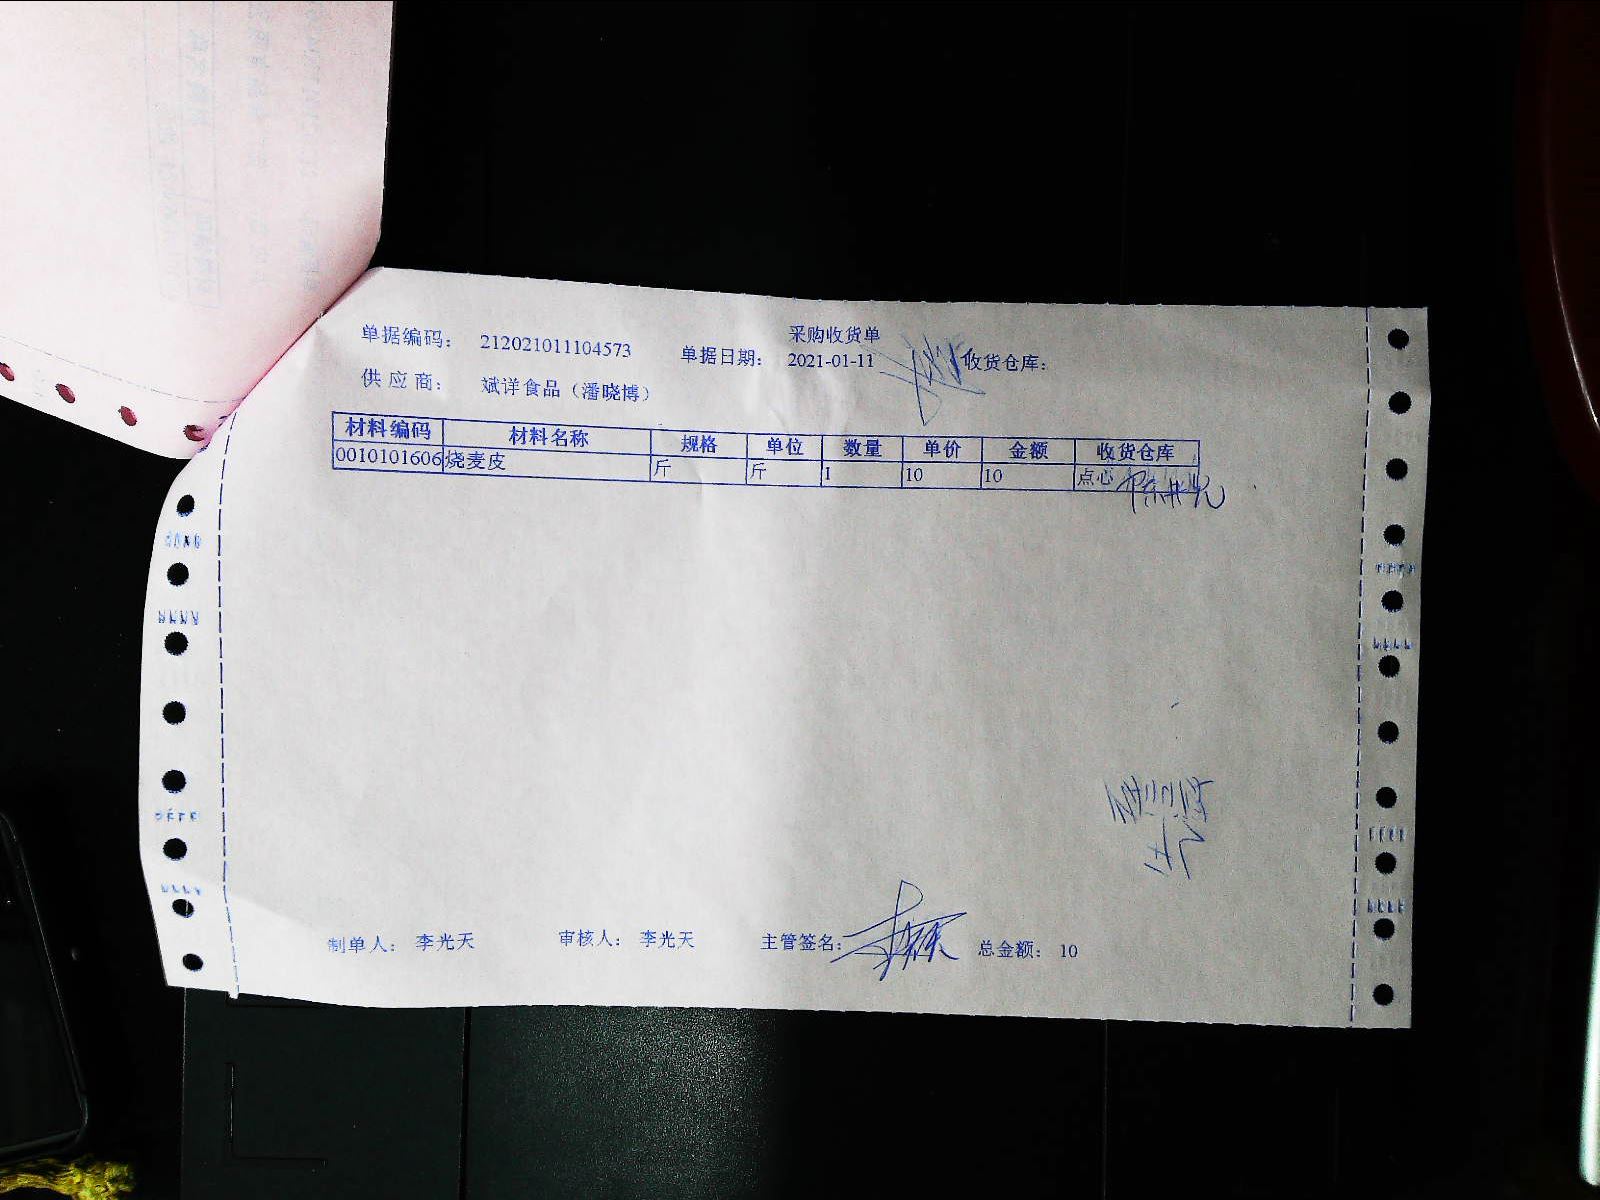 采购收货单
单据编码： 212021011104573 单据日期： 2021-01-11 收货仓库：
供 应 商： 斌洋食品（潘晓博）
材料编码 材料名称 规格 单位 数量 单价 金额 收货仓库
0010101606 烧麦皮 斤 斤 1 10 10 点心
制单人： 李光天 审核人： 李光天 主管签名： 总金额： 10